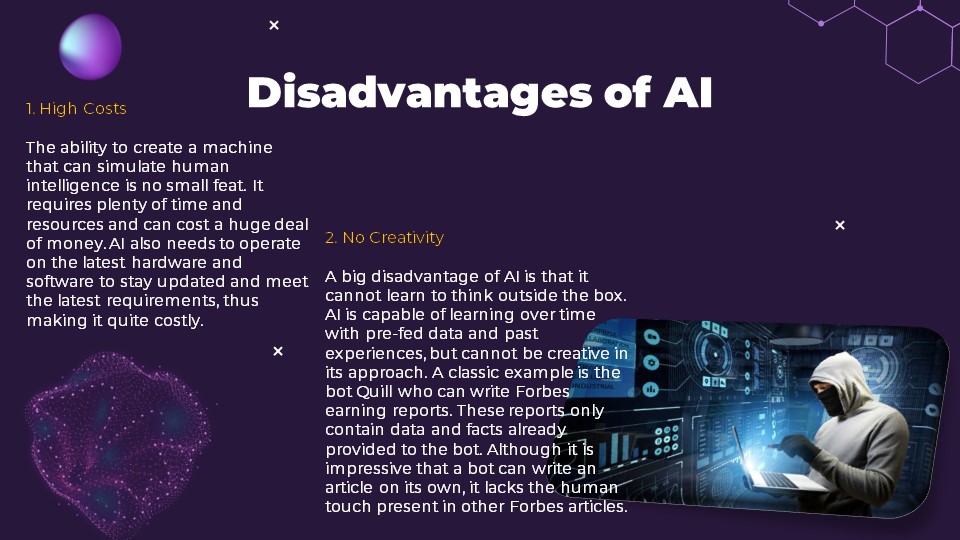 Disadvantages of AI
1. High Costs
The ability to create a machine
that can simulate human
intelligence is no small feat. It
requires plenty of time and
resources and can cost a huge deal
of money. AI also needs to operate
on the latest hardware and
software to stay updated and meet
the latest requirements, thus
making it quite costly.
2. No Creativity
A big disadvantage of AI is that it
cannot learn to think outside the box.
AI is capable of learning over time
with pre-fed data and past
experiences, but cannot be creative in
its approach. A classic example is the
bot Quill who can write Forbes
earning reports. These reports only
contain data and facts already
provided to the bot. Although it is
impressive that a bot can write an
article on its own, it lacks the human
touch present in other Forbes articles.
INDUSTRIAL